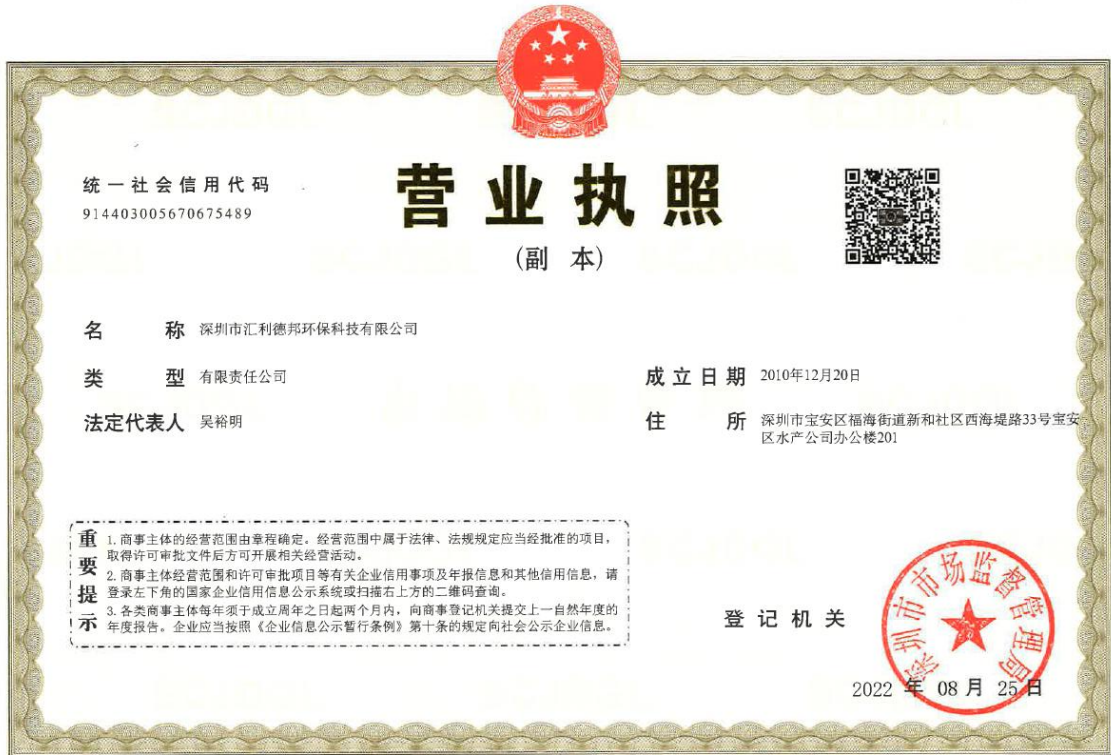 统一社会信用代码
914403005670675489
营业执照
(副 本)
名 称 深圳市汇利德邦环保科技有限公司
类 型 有限责任公司
法定代表人 吴裕明
成立日期 2010年12月20日
住 所 深圳市宝安区福海街道新和社区西海堤路33号宝安
区水产公司办公楼201
重要提示
1. 商事主体的经营范围由章程确定。经营范围中属于法律、法规规定应当经批准的项目，
取得许可审批文件后方可开展相关经营活动。
2. 商事主体经营范围和许可审批项目等有关企业信用事项及年报信息和其他信用信息，请
登录左下角的国家企业信用信息公示系统或扫描右上方的二维码查询。
3. 各类商事主体每年须于成立周年之日起两个月内，向商事登记机关提交上一自然年度的
年度报告。企业应当按照《企业信息公示暂行条例》第十条的规定向社会公示企业信息。
登记机关
深圳市市场监督管理局
2022 年 08 月 25 日